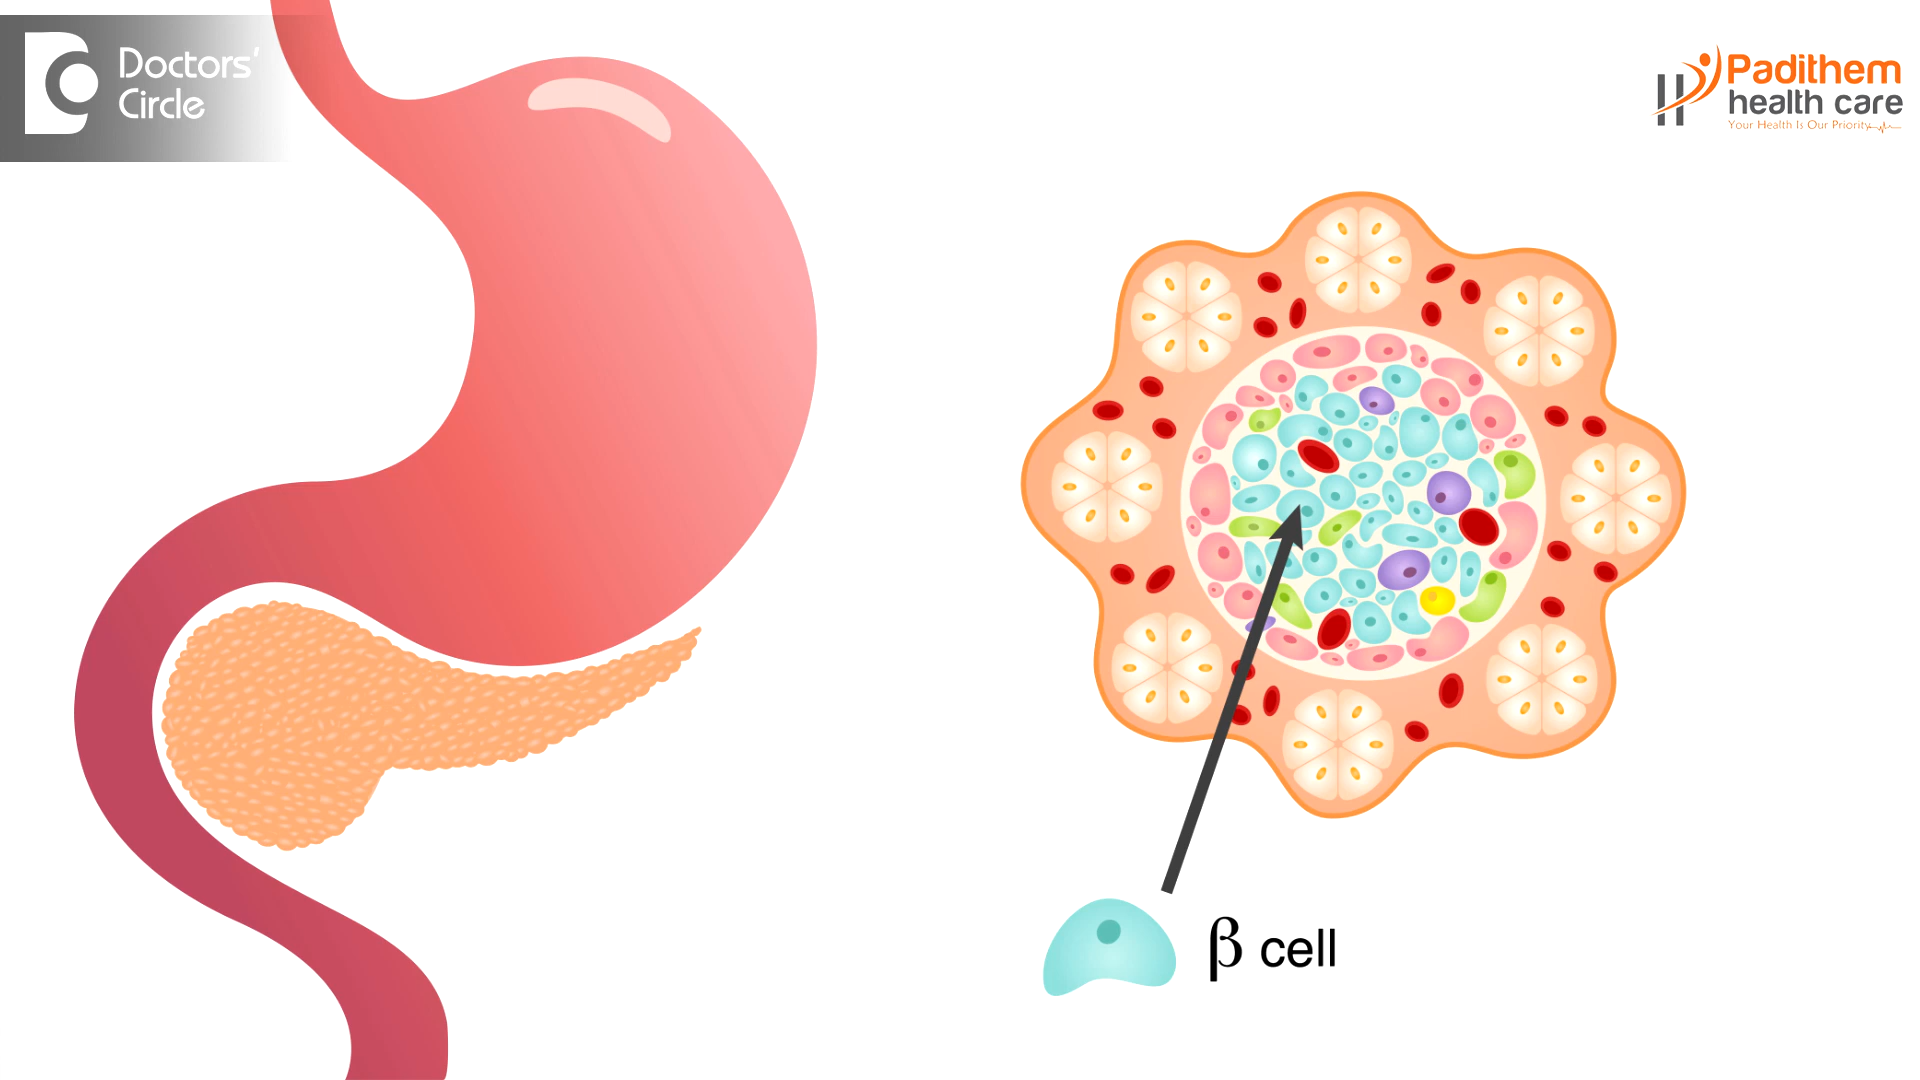 Doctors'
Circle
Padithem
health care
Your Health Is Our Priority
β cell